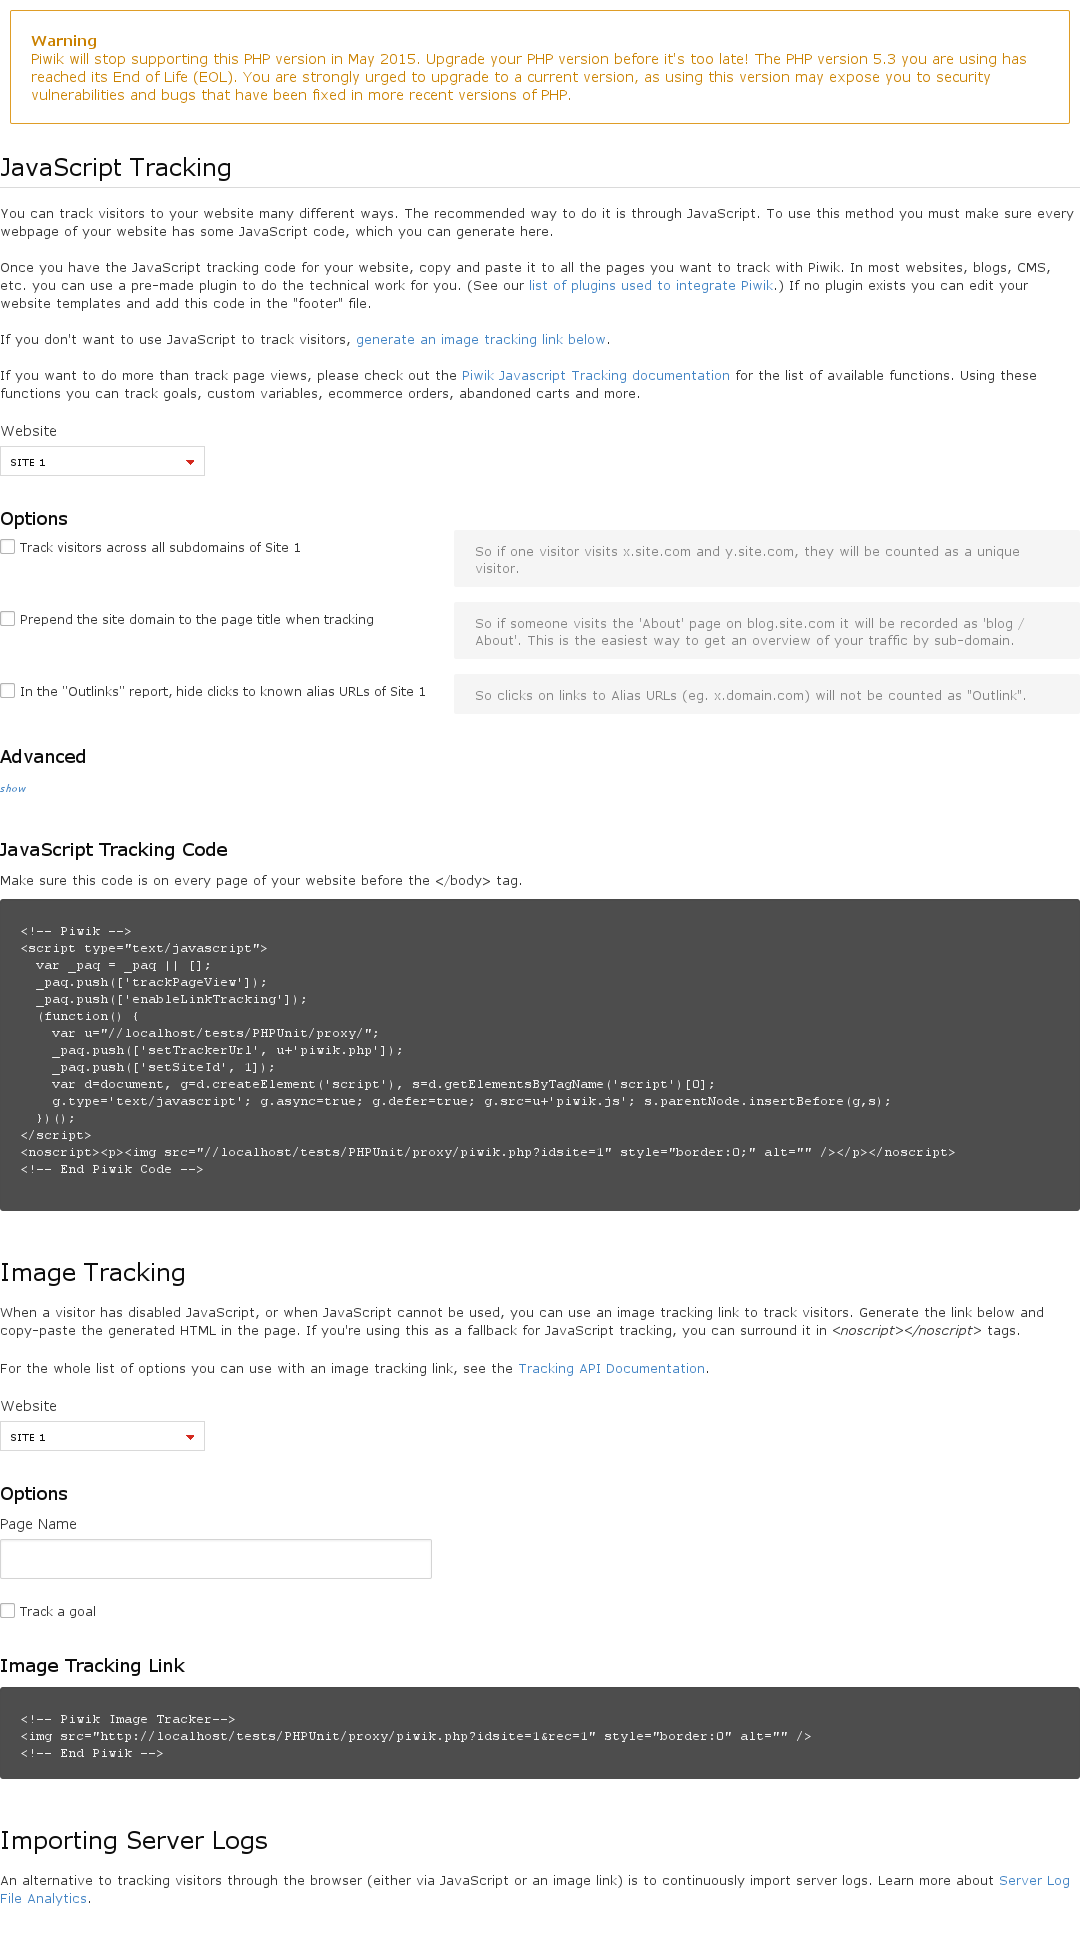 Warning
Piwik will stop supporting this PHP version in May 2015. Upgrade your PHP version before it's too late! The PHP version 5.3 you are using has
reached its End of Life (EOL). You are strongly urged to upgrade to a current version, as using this version may expose you to security
vulnerabilities and bugs that have been fixed in more recent versions of PHP.
JavaScript Tracking
You can track visitors to your website many different ways. The recommended way to do it is through JavaScript. To use this method you must make sure every
webpage of your website has some JavaScript code, which you can generate here.
Once you have the JavaScript tracking code for your website, copy and paste it to all the pages you want to track with Piwik. In most websites, blogs, CMS,
etc. you can use a pre-made plugin to do the technical work for you. (See our list of plugins used to integrate Piwik.) If no plugin exists you can edit your
website templates and add this code in the "footer" file.
If you don't want to use JavaScript to track visitors, generate an image tracking link below.
If you want to do more than track page views, please check out the Piwik Javascript Tracking documentation for the list of available functions. Using these
functions you can track goals, custom variables, ecommerce orders, abandoned carts and more.
Website
SITE 1
Options
Track visitors across all subdomains of Site 1
So if one visitor visits x.site.com and y.site.com, they will be counted as a unique
visitor.
Prepend the site domain to the page title when tracking
So if someone visits the 'About' page on blog.site.com it will be recorded as 'blog /
About'. This is the easiest way to get an overview of your traffic by sub-domain.
In the "Outlinks" report, hide clicks to known alias URLs of Site 1
So clicks on links to Alias URLs (eg. x.domain.com) will not be counted as "Outlink".
Advanced
show
JavaScript Tracking Code
Make sure this code is on every page of your website before the </body> tag.
<!-- Piwik -->
<script type="text/javascript">
  var _paq = _paq || [];
  _paq.push(['trackPageView']);
  _paq.push(['enableLinkTracking']);
  (function() {
    var u="//localhost/tests/PHPUnit/proxy/";
    _paq.push(['setTrackerUrl', u+'piwik.php']);
    _paq.push(['setSiteId', 1]);
    var d=document, g=d.createElement('script'), s=d.getElementsByTagName('script')[0];
    g.type='text/javascript'; g.async=true; g.defer=true; g.src=u+'piwik.js'; s.parentNode.insertBefore(g,s);
  })();
</script>
<noscript><p><img src="//localhost/tests/PHPUnit/proxy/piwik.php?idsite=1" style="border:0;" alt="" /></p></noscript>
<!-- End Piwik Code -->
Image Tracking
When a visitor has disabled JavaScript, or when JavaScript cannot be used, you can use an image tracking link to track visitors. Generate the link below and
copy-paste the generated HTML in the page. If you're using this as a fallback for JavaScript tracking, you can surround it in <noscript></noscript> tags.
For the whole list of options you can use with an image tracking link, see the Tracking API Documentation.
Website
SITE 1
Options
Page Name
Track a goal
Image Tracking Link
<!-- Piwik Image Tracker-->
<img src="http://localhost/tests/PHPUnit/proxy/piwik.php?idsite=1&rec=1" style="border:0" alt="" />
<!-- End Piwik -->
Importing Server Logs
An alternative to tracking visitors through the browser (either via JavaScript or an image link) is to continuously import server logs. Learn more about Server Log
File Analytics.